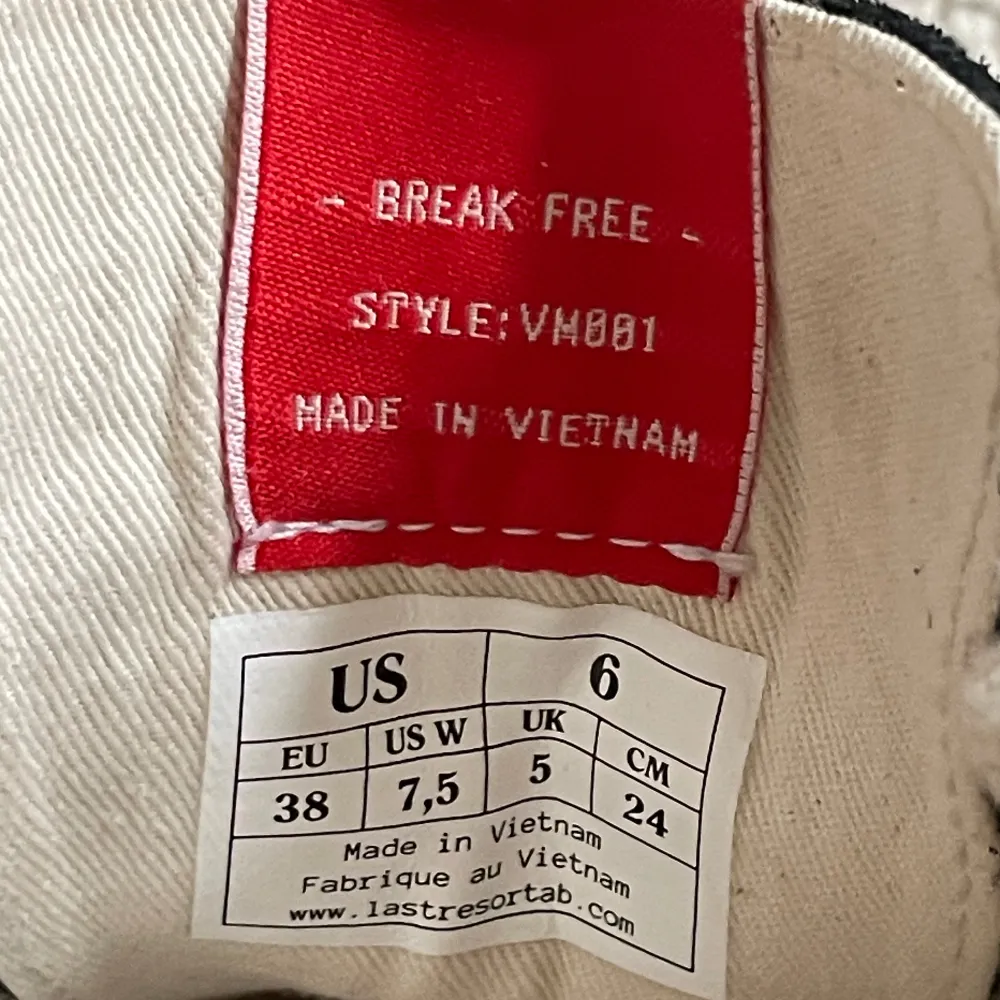 - BREAK FREE -
STYLE:VM001
MADE IN VIETNAM
US 6
EU US W UK CM
38 7,5 5 24
Made in Vietnam
Fabrique au Vietnam
www.lastresortab.com